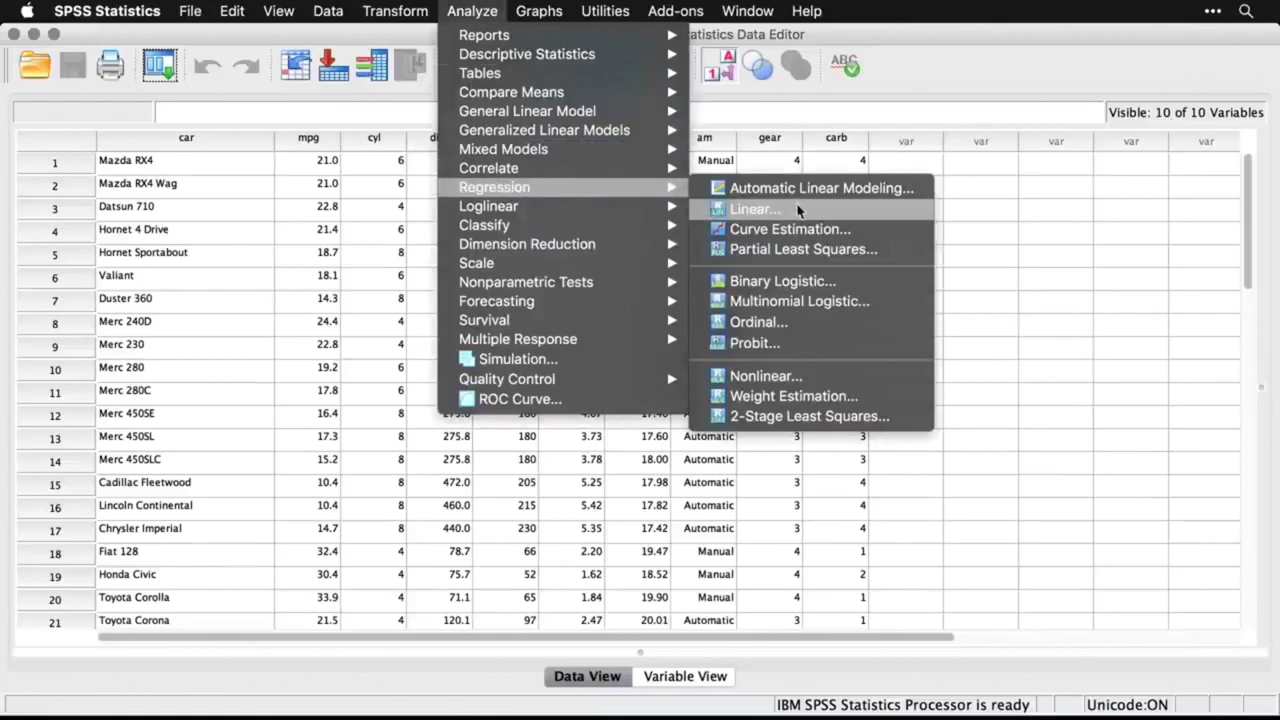 SPSS Statistics File Edit View Data Transform Analyze Graphs Utilities Add-ons Window Help
tatistics Data Editor
Reports
Descriptive Statistics
Tables
Compare Means
General Linear Model
Generalized Linear Models
Mixed Models
Correlate
Regression
Loglinear
Classify
Dimension Reduction
Scale
Nonparametric Tests
Forecasting
Survival
Multiple Response
Simulation...
Quality Control
ROC Curve...
Automatic Linear Modeling...
Linear...
Curve Estimation...
Partial Least Squares...
Binary Logistic...
Multinomial Logistic...
Ordinal...
Probit...
Nonlinear...
Weight Estimation...
2-Stage Least Squares...
Visible: 10 of 10 Variables
car mpg cyl di am gear carb var var var var var
1 Mazda RX4 21.0 6 Manual 4 4
2 Mazda RX4 Wag 21.0 6
3 Datsun 710 22.8 4
4 Hornet 4 Drive 21.4 6
5 Hornet Sportabout 18.7 8
6 Valiant 18.1 6
7 Duster 360 14.3 8
8 Merc 240D 24.4 4
9 Merc 230 22.8 4
10 Merc 280 19.2 6
11 Merc 280C 17.8 6
12 Merc 450SE 16.4 8
13 Merc 450SL 17.3 8 275.8 180 3.73 17.60 Automatic 3 3
14 Merc 450SLC 15.2 8 275.8 180 3.78 18.00 Automatic 3 3
15 Cadillac Fleetwood 10.4 8 472.0 205 5.25 17.98 Automatic 3 4
16 Lincoln Continental 10.4 8 460.0 215 5.42 17.82 Automatic 3 4
17 Chrysler Imperial 14.7 8 440.0 230 5.35 17.42 Automatic 3 4
18 Fiat 128 32.4 4 78.7 66 2.20 19.47 Manual 4 1
19 Honda Civic 30.4 4 75.7 52 1.62 18.52 Manual 4 2
20 Toyota Corolla 33.9 4 71.1 65 1.84 19.90 Manual 4 1
21 Toyota Corona 21.5 4 120.1 97 2.47 20.01 Automatic 3 1
Data View Variable View
IBM SPSS Statistics Processor is ready Unicode:ON